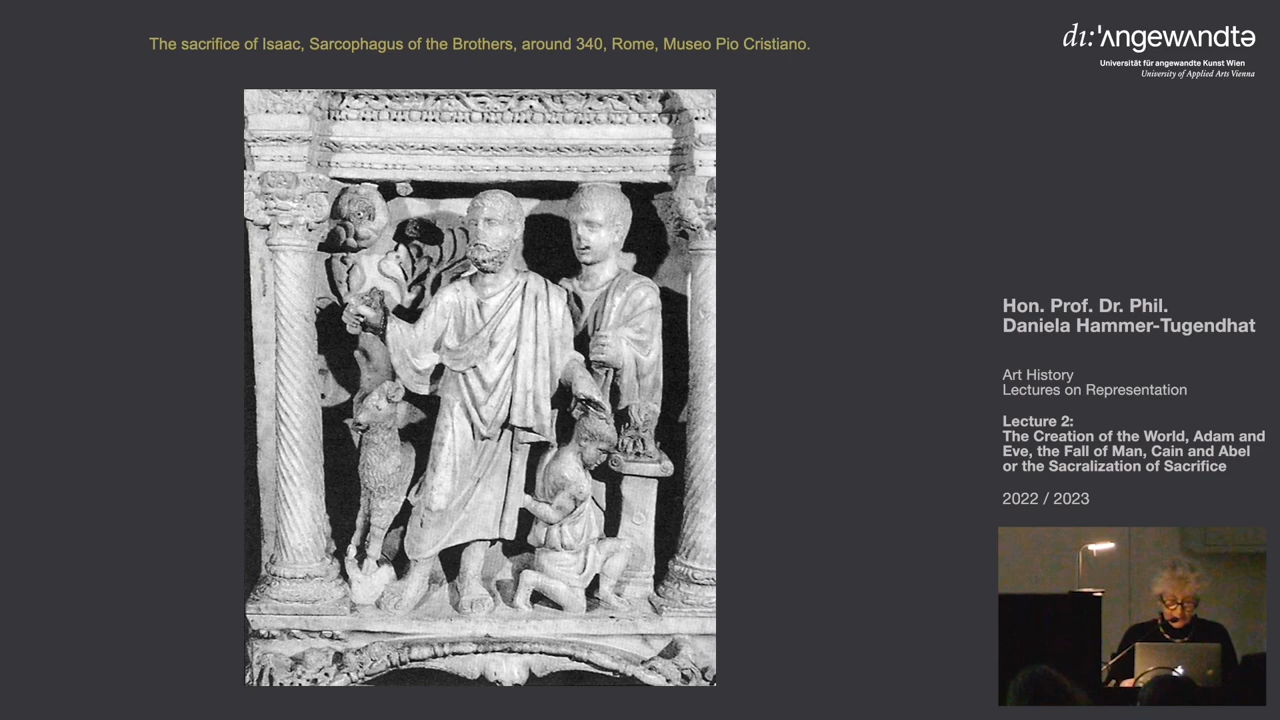 The sacrifice of Isaac, Sarcophagus of the Brothers, around 340, Rome, Museo Pio Cristiano.
dı:'ʌngewʌndtə
Universität für angewandte Kunst Wien
University of Applied Arts Vienna
Hon. Prof. Dr. Phil.
Daniela Hammer-Tugendhat
Art History
Lectures on Representation
Lecture 2:
The Creation of the World, Adam and
Eve, the Fall of Man, Cain and Abel
or the Sacralization of Sacrifice
2022 / 2023